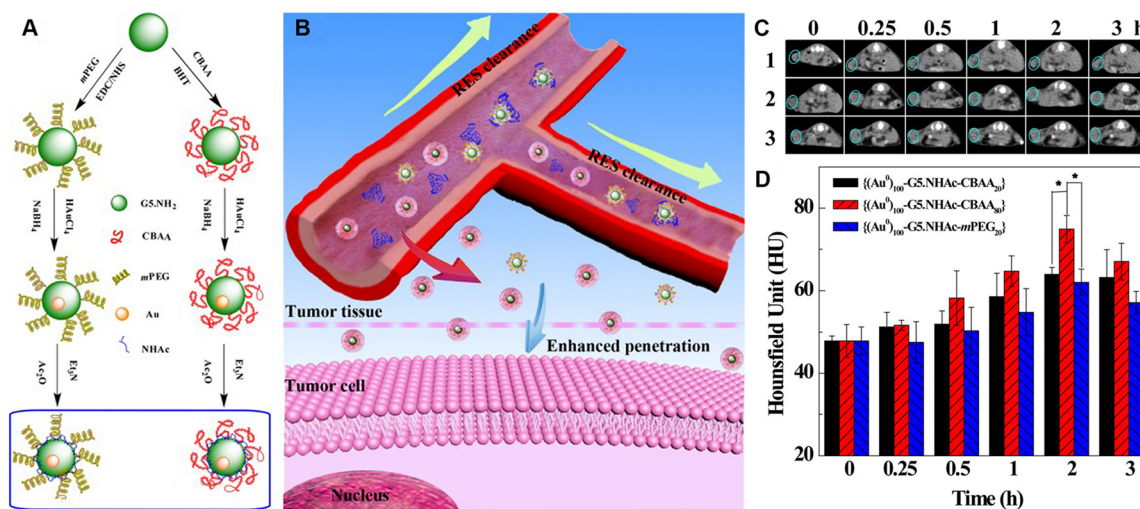 A
mPEG
EDC/NHS
CBAA
BHT
NaBH4
HAuCl4
NaBH4
HAuCl4
G5.NH2
CBAA
mPEG
Au
NHAc
Ac2O
Et3N
Ac2O
Et3N
B
RES clearance
RES clearance
Tumor tissue
Enhanced penetration
Tumor cell
Nucleus
C
0 0.25 0.5 1 2 3 h
1
2
3
D
{(Au⁰)₁₀₀-G5.NHAc-CBAA₂₀}
{(Au⁰)₁₀₀-G5.NHAc-CBAA₈₀}
{(Au⁰)₁₀₀-G5.NHAc-mPEG₂₀}
* *
Hounsfield Unit (HU)
80
60
40
20
0 0.25 0.5 1 2 3
Time (h)